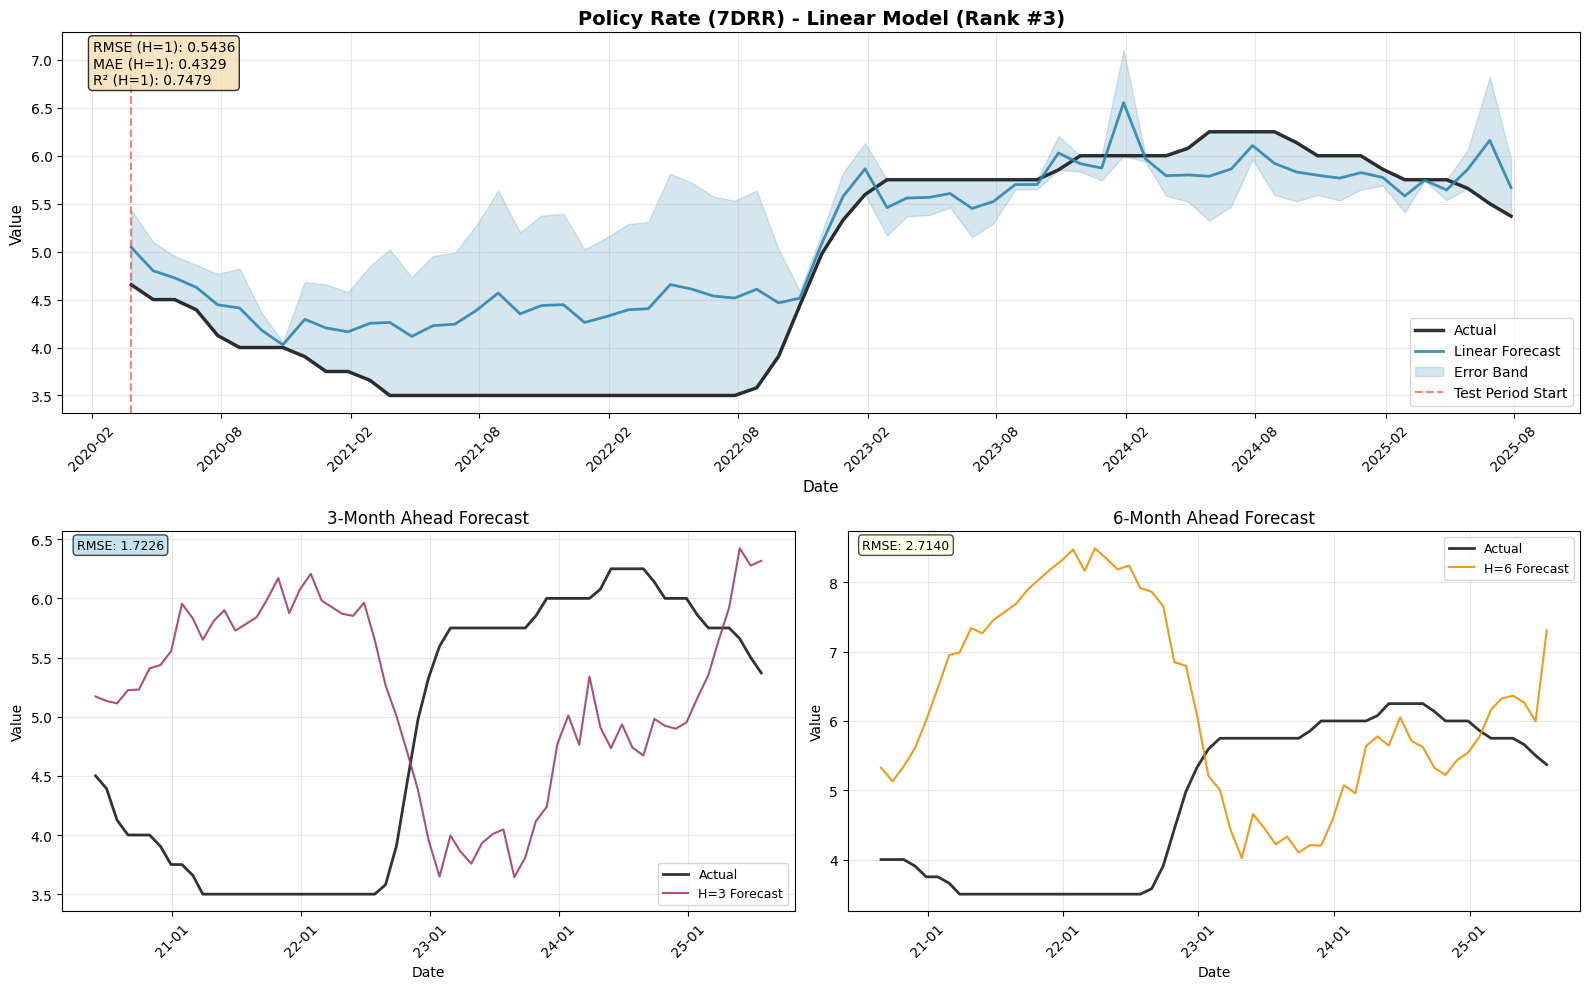 Policy Rate (7DRR) - Linear Model (Rank #3)
RMSE (H=1): 0.5436
MAE (H=1): 0.4329
R² (H=1): 0.7479
7.0
6.5
6.0
5.5
5.0
4.5
4.0
3.5
Value
Actual
Linear Forecast
Error Band
Test Period Start
2020-02
2020-08
2021-02
2021-08
2022-02
2022-08
2023-02
2023-08
2024-02
2024-08
2025-02
2025-08
Date
3-Month Ahead Forecast
RMSE: 1.7226
6.5
6.0
5.5
5.0
4.5
4.0
3.5
Value
Actual
H=3 Forecast
21-01
22-01
23-01
24-01
25-01
Date
6-Month Ahead Forecast
RMSE: 2.7140
Actual
H=6 Forecast
8
7
6
5
4
Value
21-01
22-01
23-01
24-01
25-01
Date